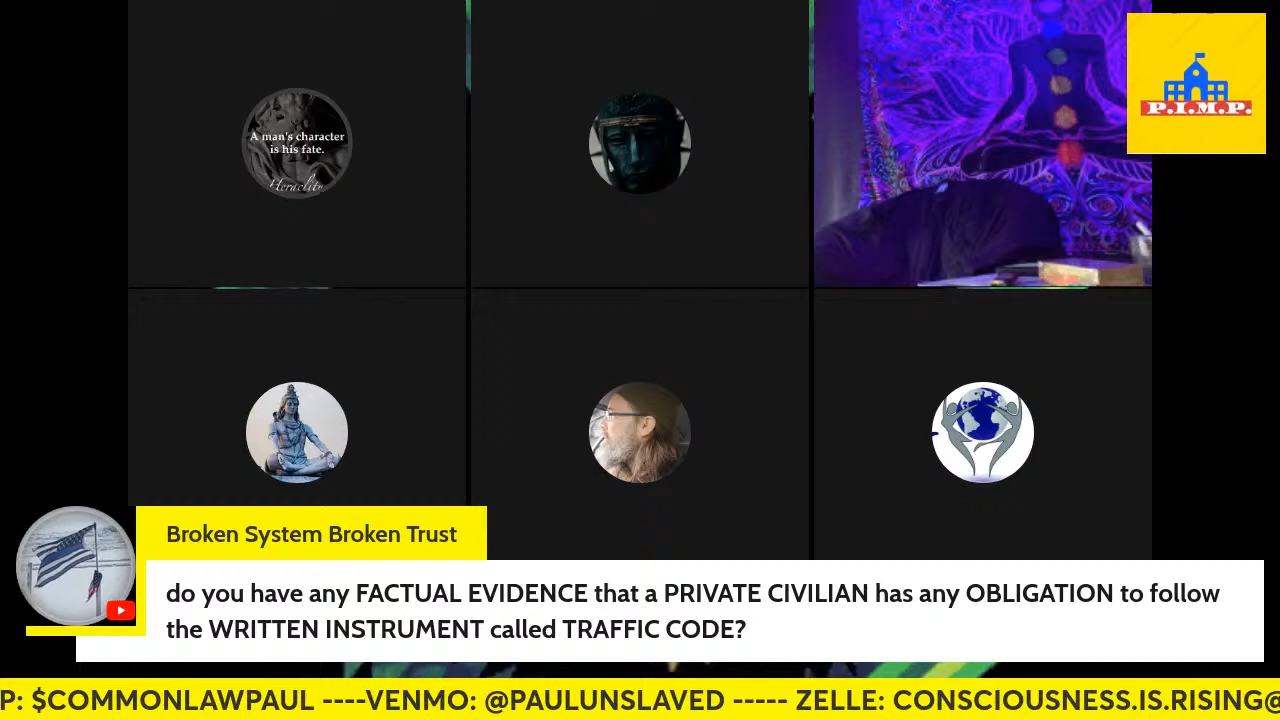 A man's character
is his fate.
P.I.M.P.
Broken System Broken Trust
do you have any FACTUAL EVIDENCE that a PRIVATE CIVILIAN has any OBLIGATION to follow
the WRITTEN INSTRUMENT called TRAFFIC CODE?
P: $COMMONLAWPAUL ----VENMO: @PAULUNSLAVED ----- ZELLE: CONSCIOUSNESS.IS.RISING@